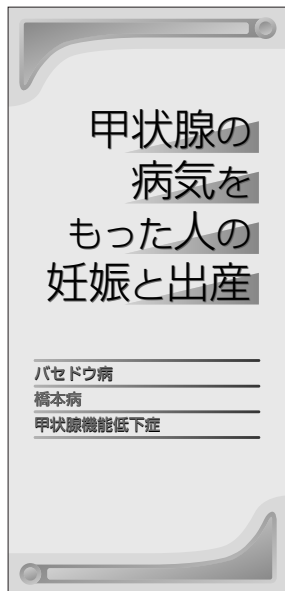 甲状腺の
病気を
もった人の
妊娠と出産
バセドウ病
橋本病
甲状腺機能低下症